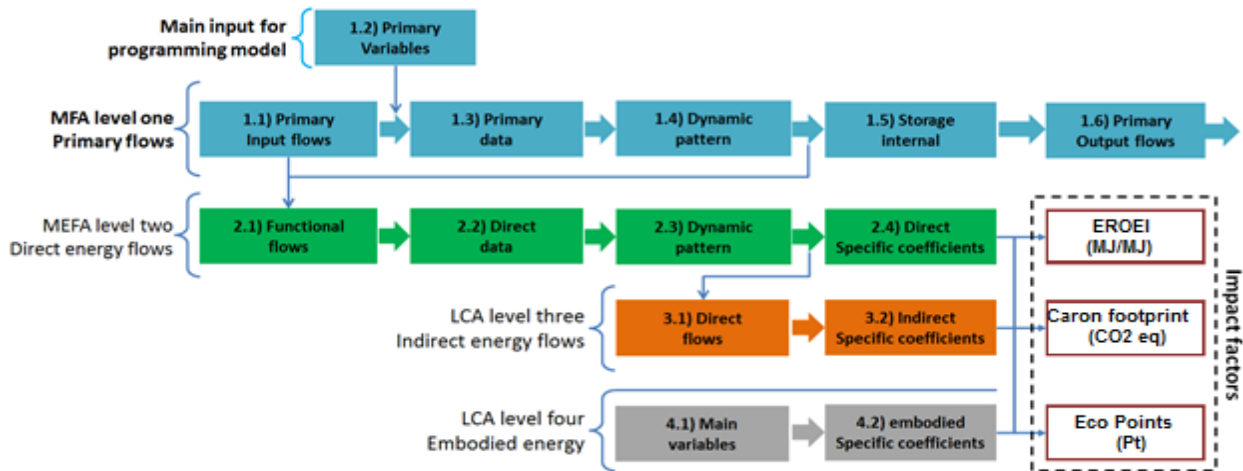 Main input for
programming model
1.2) Primary
Variables
MFA level one
Primary flows
1.1) Primary
Input flows
1.3) Primary
data
1.4) Dynamic
pattern
1.5) Storage
internal
1.6) Primary
Output flows
MEFA level two
Direct energy flows
2.1) Functional
flows
2.2) Direct
data
2.3) Dynamic
pattern
2.4) Direct
Specific coefficients
EROEI
(MJ/MJ)
LCA level three
Indirect energy flows
3.1) Direct
flows
3.2) Indirect
Specific coefficients
Caron footprint
(CO2 eq)
LCA level four
Embodied energy
4.1) Main
variables
4.2) embodied
Specific coefficients
Eco Points
(Pt)
Impact factors